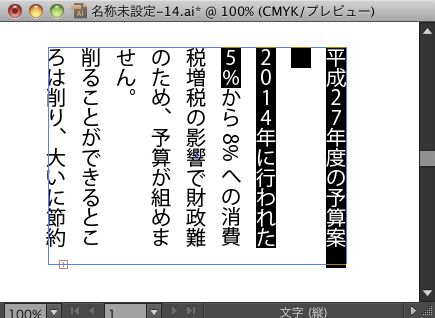 名称未設定-14.ai* @ 100% (CMYK/プレビュー)
平成27年度の予算案
2014年に行われた
5%から 8% への消費
税増税の影響で財政難
のため、予算が組めま
せん。
削ることができるとこ
ろは削り、大いに節約
100%
1
文字 (縦)